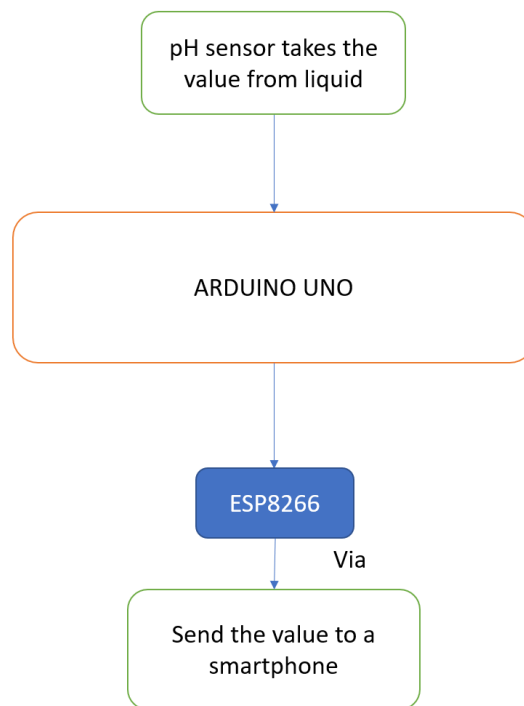 pH sensor takes the
value from liquid
ARDUINO UNO
ESP8266
Via
Send the value to a
smartphone